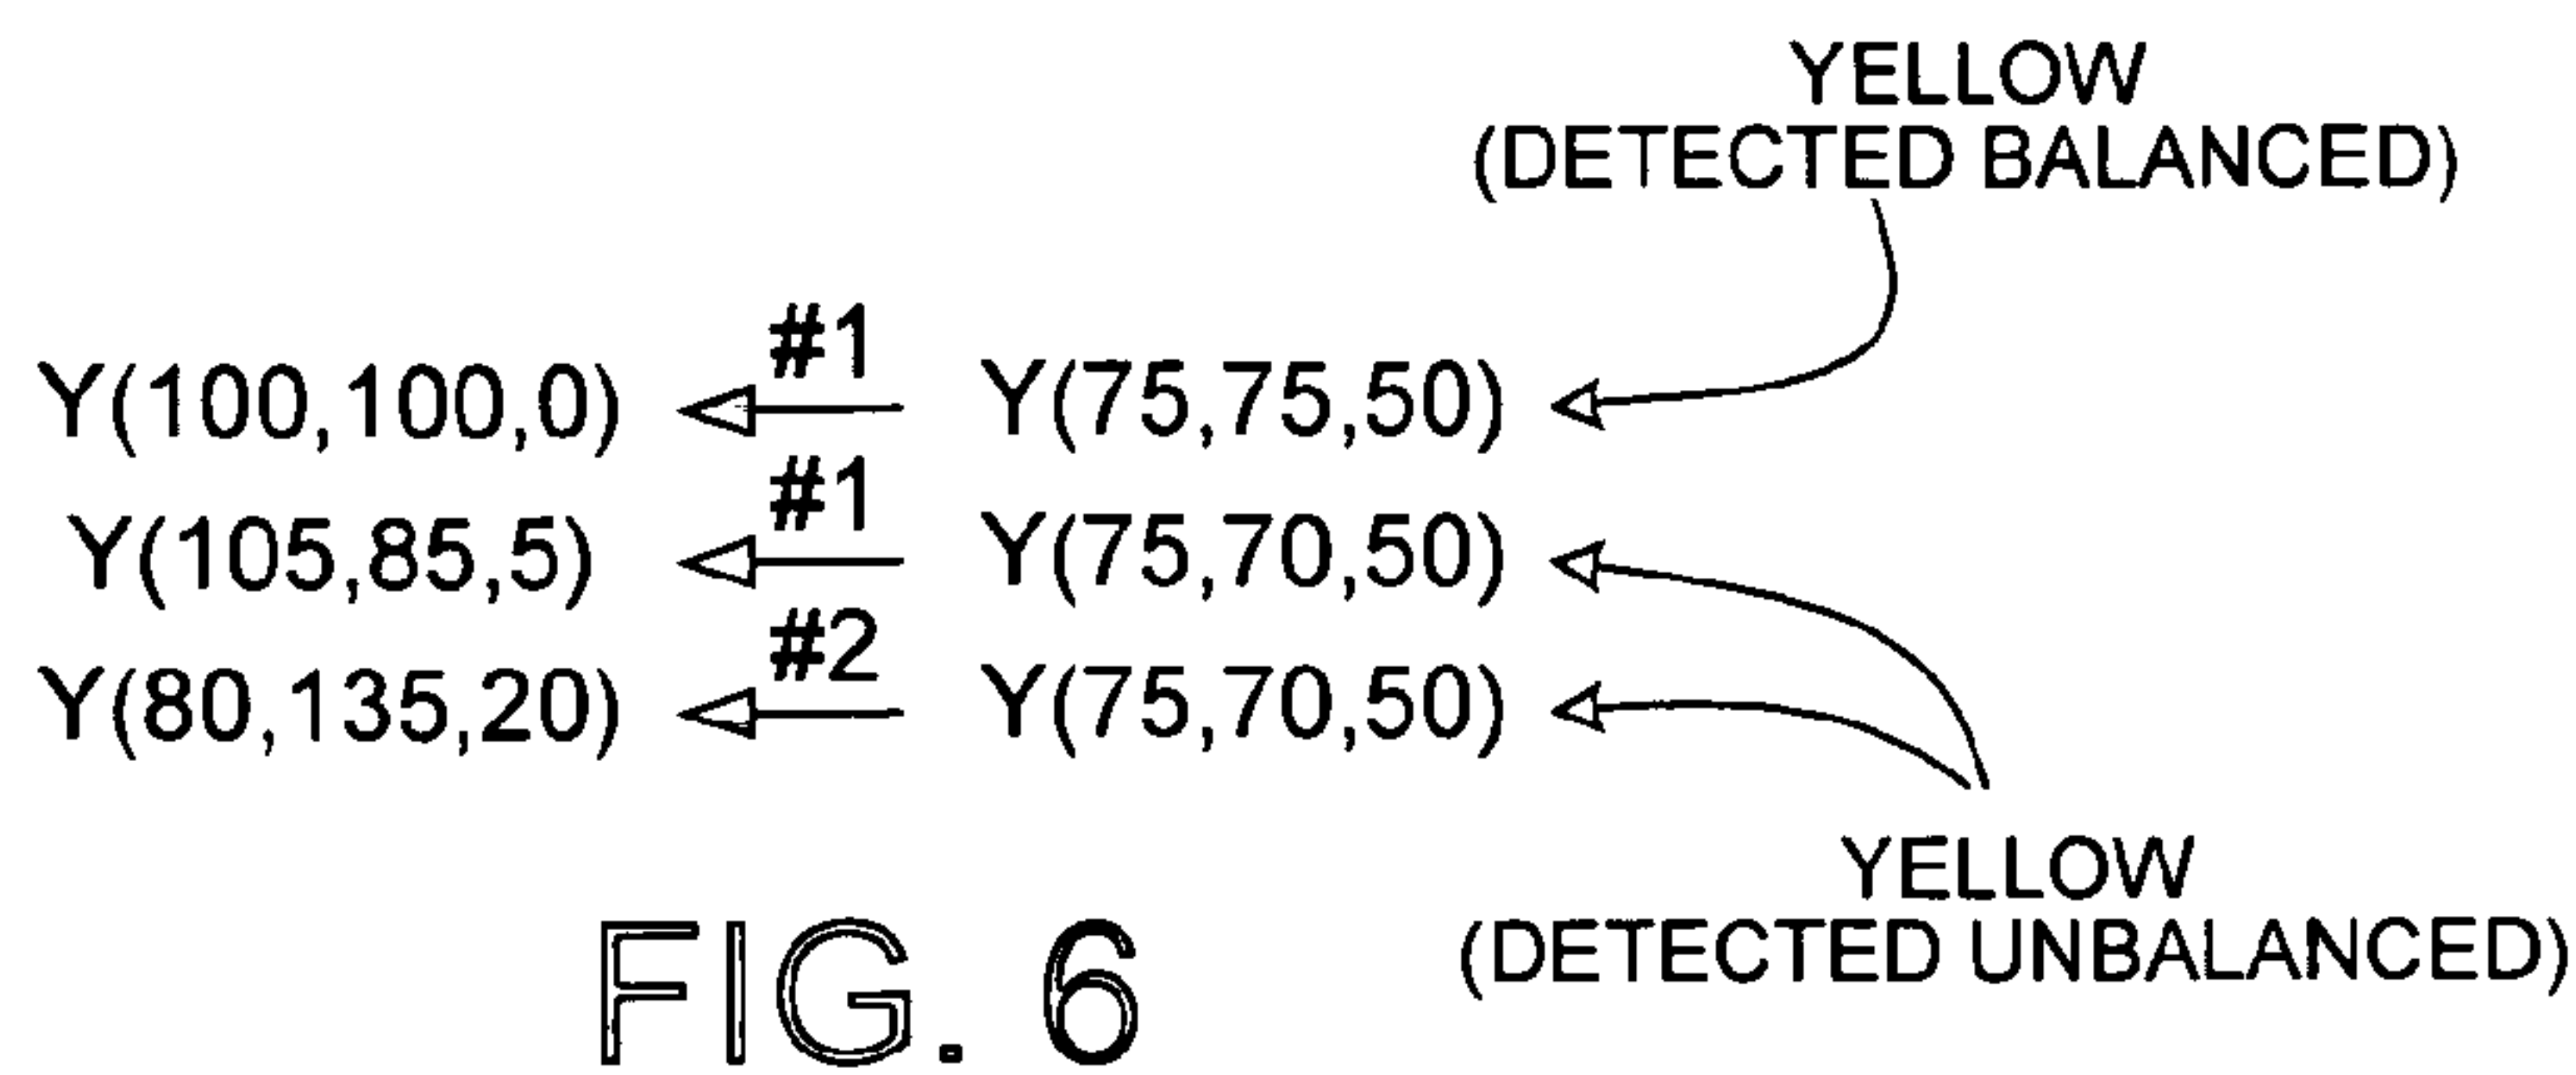 YELLOW
(DETECTED BALANCED)
#1
Y(100,100,0) Y(75,75,50)
#1
Y(105,85,5) Y(75,70,50)
#2
Y(80,135,20) Y(75,70,50)
YELLOW
(DETECTED UNBALANCED)
FIG. 6